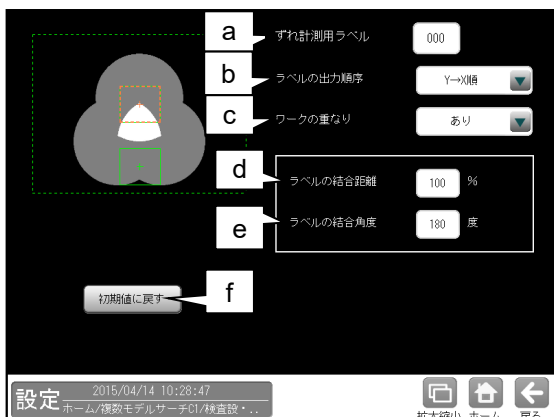 a ずれ計測用ラベル 000
b ラベルの出力順序 Y→X順
c ワークの重なり あり
d ラベルの結合距離 100 %
e ラベルの結合角度 180 度
初期値に戻す f
設定 2015/04/14 10:28:47
ホーム/複数モデルサーチC1/検査設・..
拡大縮小 ホーム 戻る